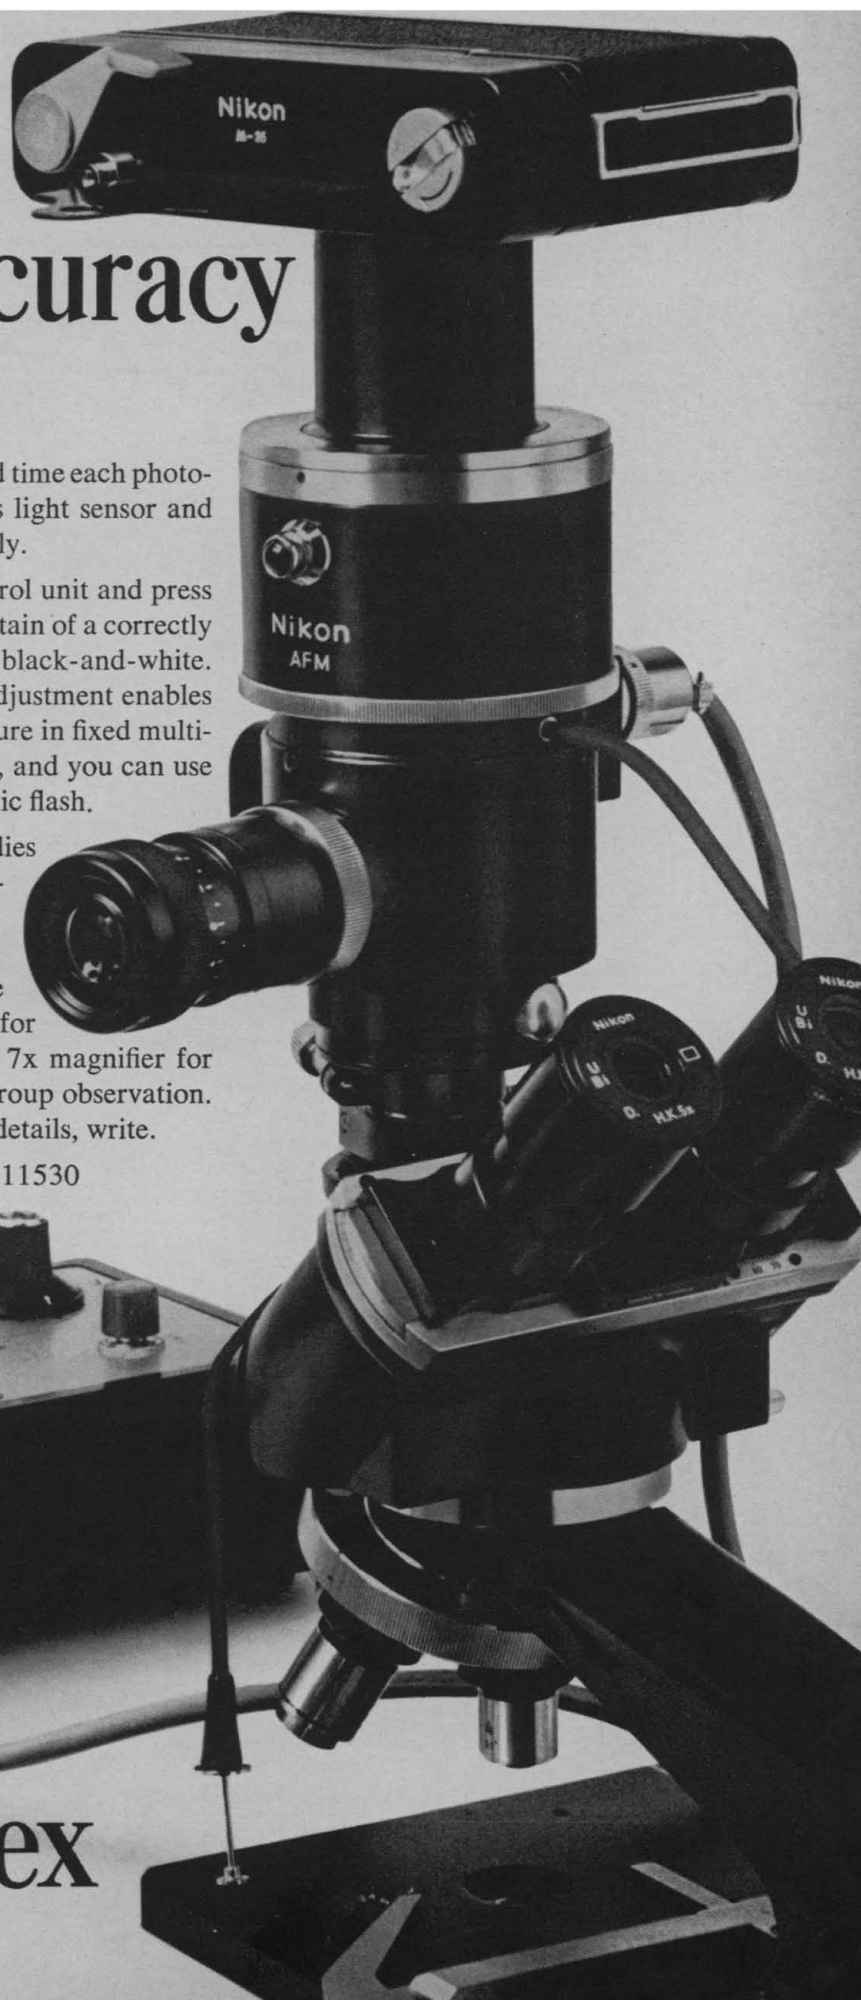 Nikon
M-35
curacy
time each photo-
light sensor and
ly.
rol unit and press
tain of a correctly
black-and-white.
djustment enables
ure in fixed multi-
, and you can use
ic flash.
lies
-
e
for
7x magnifier for
roup observation.
details, write.
11530
Nikon
AFM
Nikon
U
Bi
D.
H.K.5x
Nikon
U
Bi
D.
ex